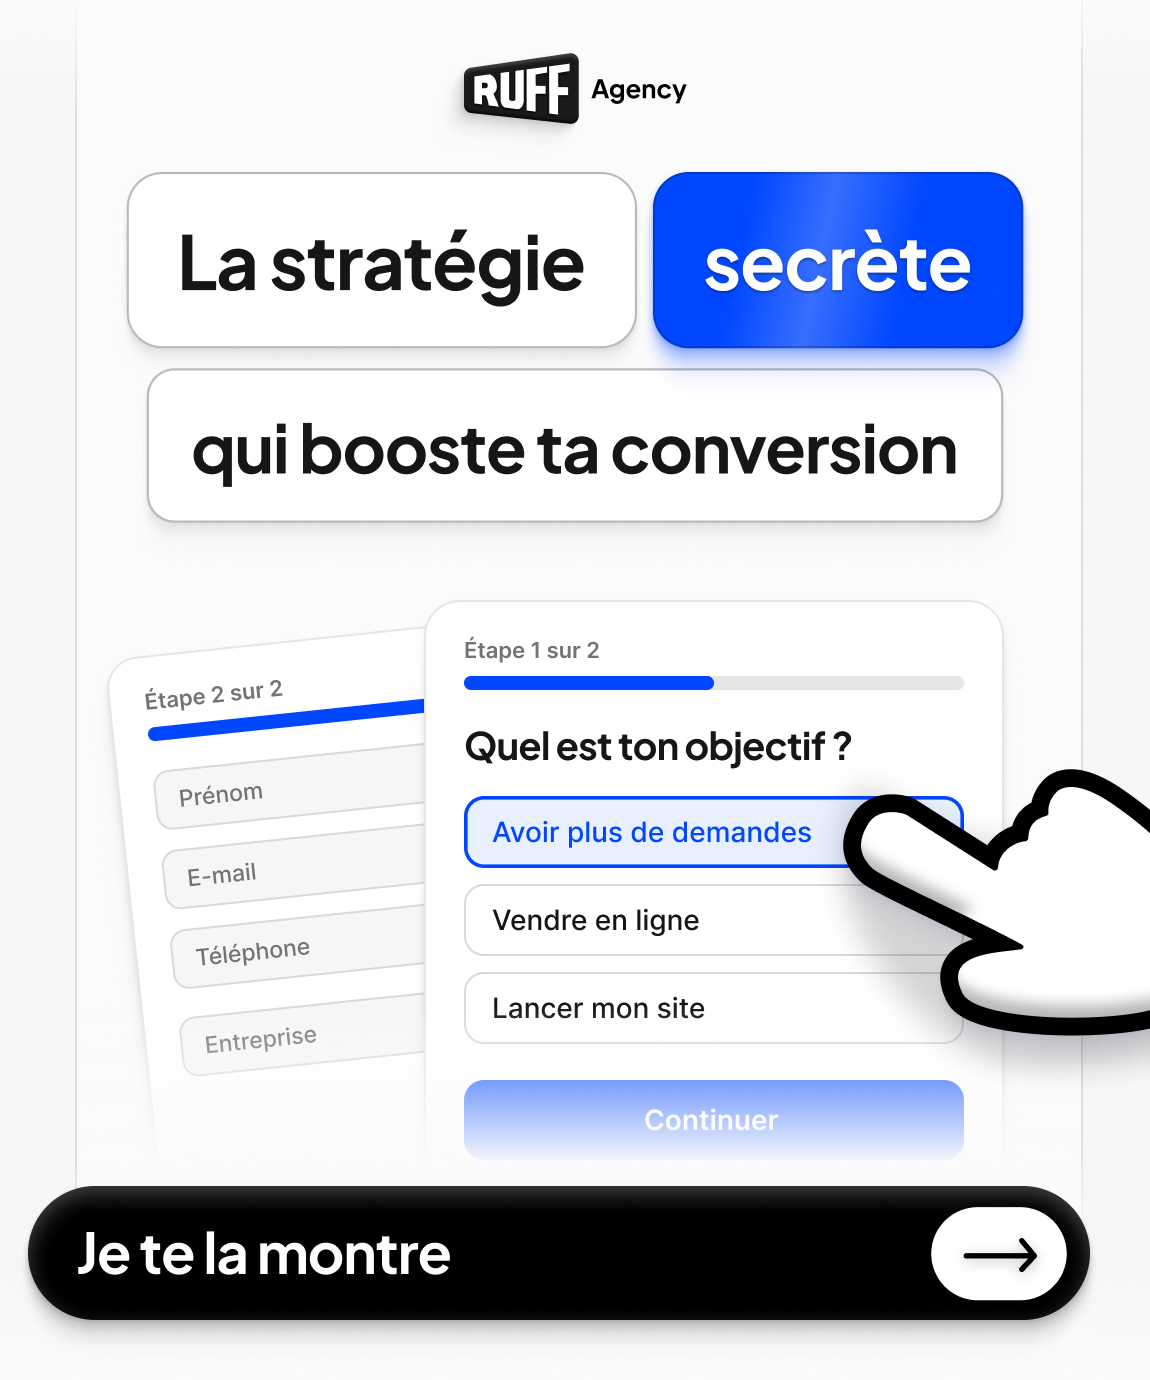 RUFF Agency
La stratégie secrète
qui booste ta conversion
Étape 2 sur 2
Prénom
E-mail
Téléphone
Entreprise
Étape 1 sur 2
Quel est ton objectif ?
Avoir plus de demandes
Vendre en ligne
Lancer mon site
Continuer
Je te la montre